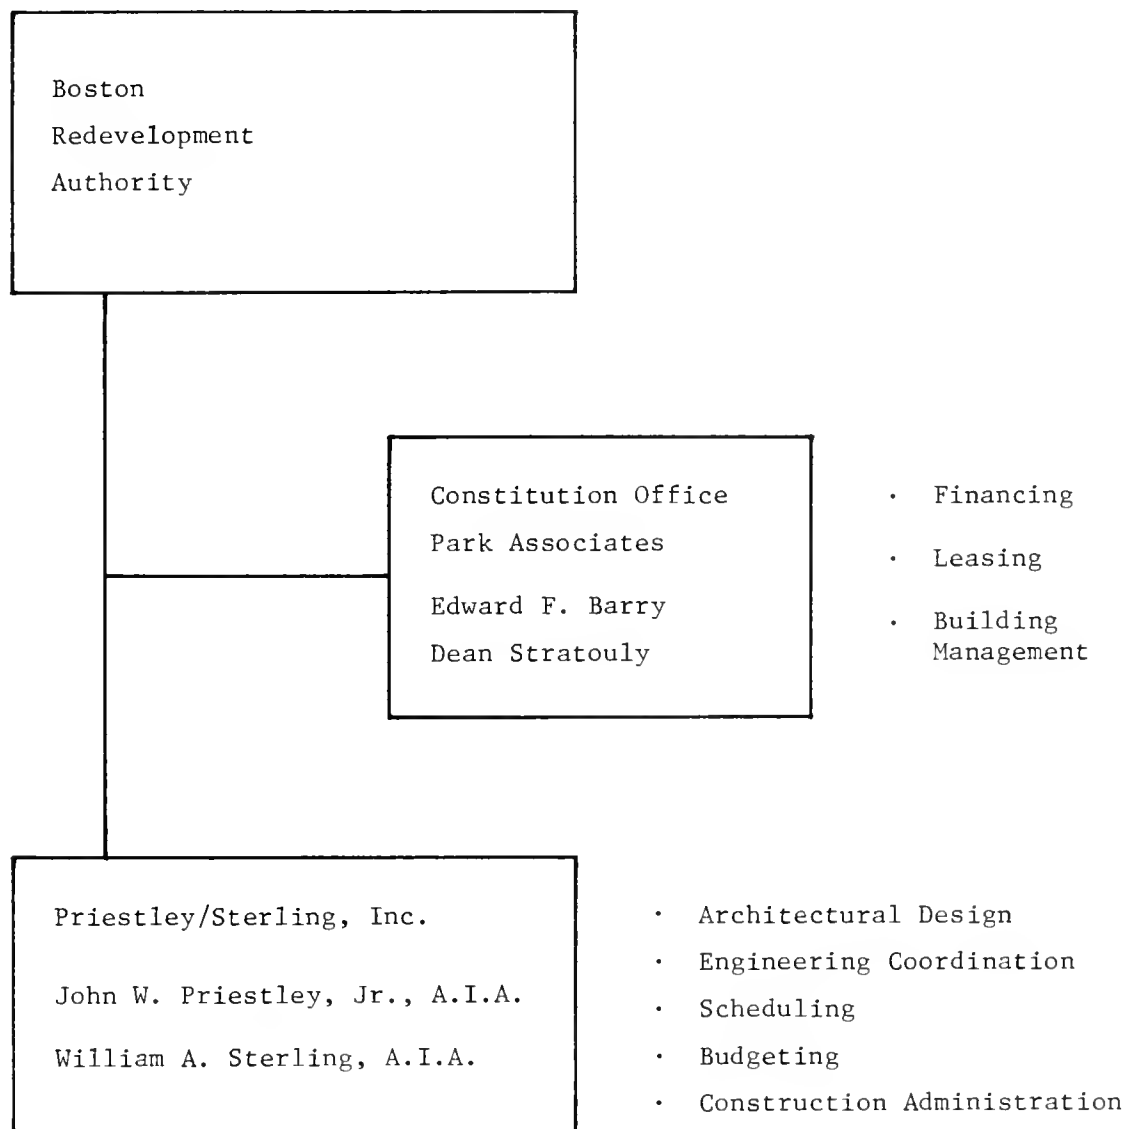 Boston
Redevelopment
Authority
Constitution Office
Park Associates
Edward F. Barry
Dean Stratouly
· Financing
· Leasing
· Building
Management
Priestley/Sterling, Inc.
John W. Priestley, Jr., A.I.A.
William A. Sterling, A.I.A.
· Architectural Design
· Engineering Coordination
· Scheduling
· Budgeting
· Construction Administration